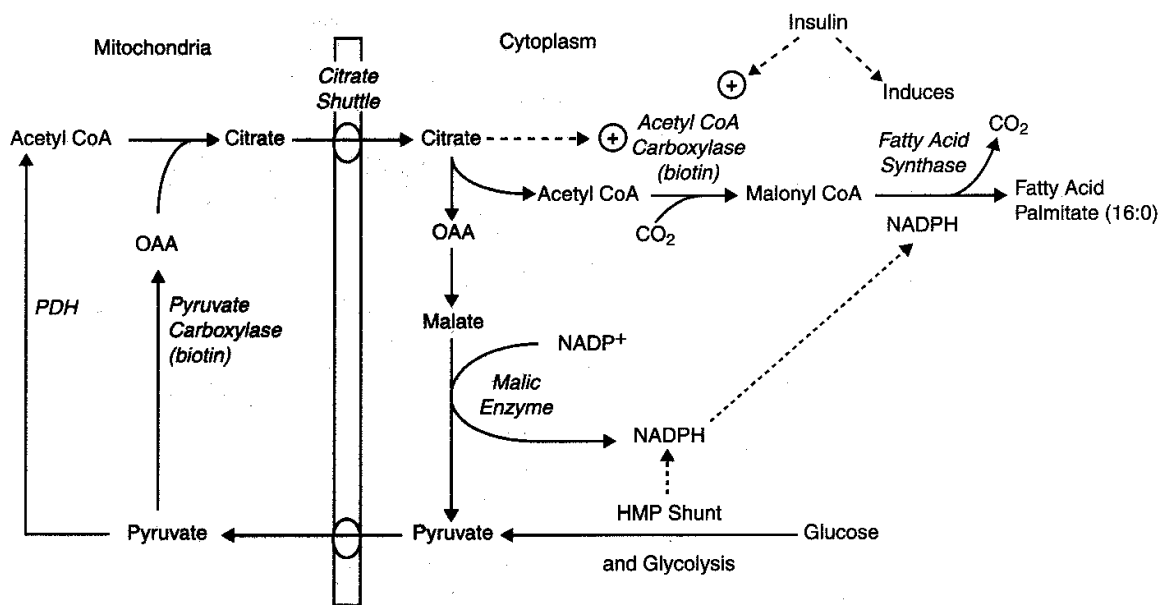 Insulin
Mitochondria
Cytoplasm
Citrate
Shuttle
+
Induces
Acetyl CoA
Citrate
Citrate
+
Acetyl CoA
Carboxylase
(biotin)
Fatty Acid
Synthase
CO2
Acetyl CoA
Malonyl CoA
Fatty Acid
Palmitate (16:0)
CO2
NADPH
OAA
OAA
PDH
Pyruvate
Carboxylase
(biotin)
Malate
NADP+
Malic
Enzyme
NADPH
HMP Shunt
Pyruvate
Pyruvate
Glucose
and Glycolysis